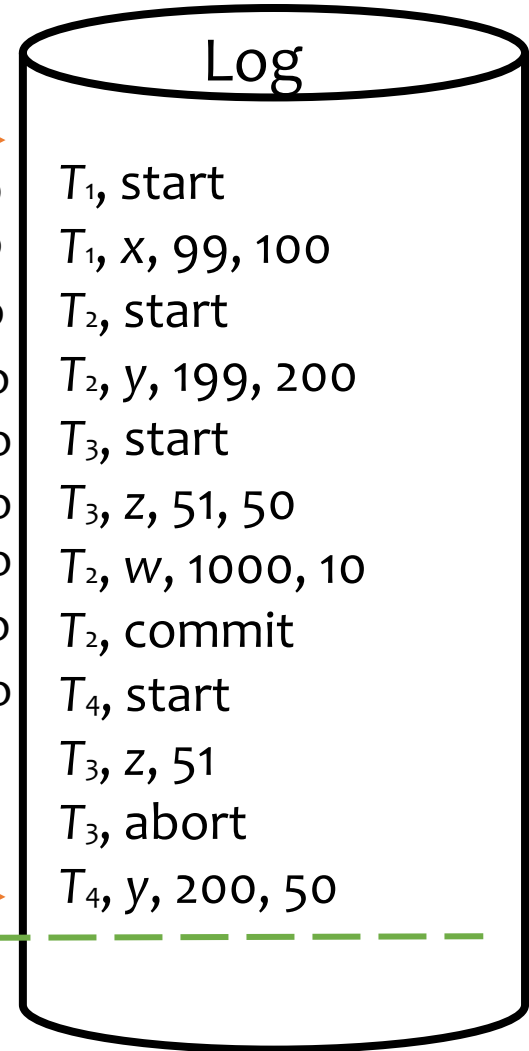 Log
T₁, start
T₁, x, 99, 100
T₂, start
T₂, y, 199, 200
T₃, start
T₃, z, 51, 50
T₂, w, 1000, 10
T₂, commit
T₄, start
T₃, z, 51
T₃, abort
T₄, y, 200, 50